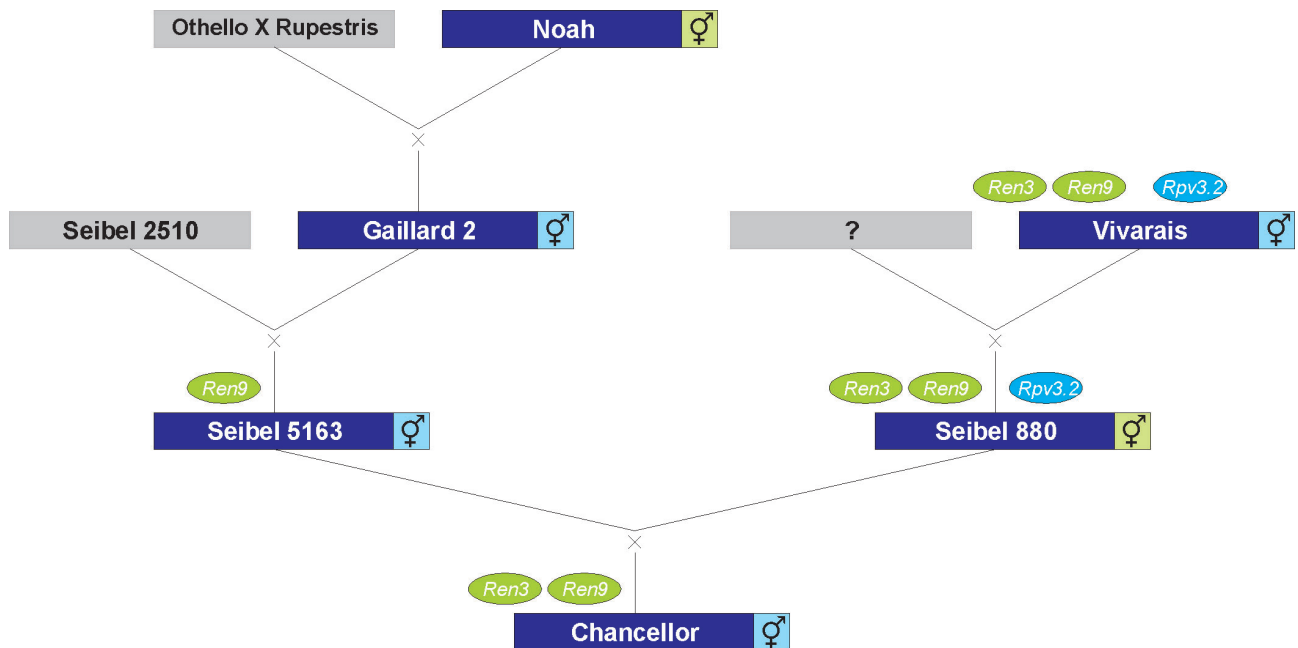 Othello X Rupestris
Noah
Ren3 Ren9 Rpv3.2
Seibel 2510
Gaillard 2
?
Vivarais
Ren9
Ren3 Ren9 Rpv3.2
Seibel 5163
Seibel 880
Ren3 Ren9
Chancellor